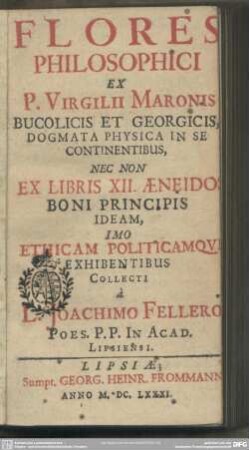 FLORES
PHILOSOPHICI
EX
P. VIRGILII MARONIS
BUCOLICIS ET GEORGICIS,
DOGMATA PHYSICA IN SE
CONTINENTIBUS,
NEC NON
EX LIBRIS XII. ÆNEIDOS
BONI PRINCIPIS
IDEAM,
IMO
ETHICAM POLITICAMQVE
EXHIBENTIBUS
COLLECTI
à
L. JOACHIMO FELLERO
POES. P.P. IN ACAD.
LIPSIENSI.
LIPSIÆ,
Sumpt. GEORG. HEINR. FROMMANN
ANNO M. DC. LXXXI.